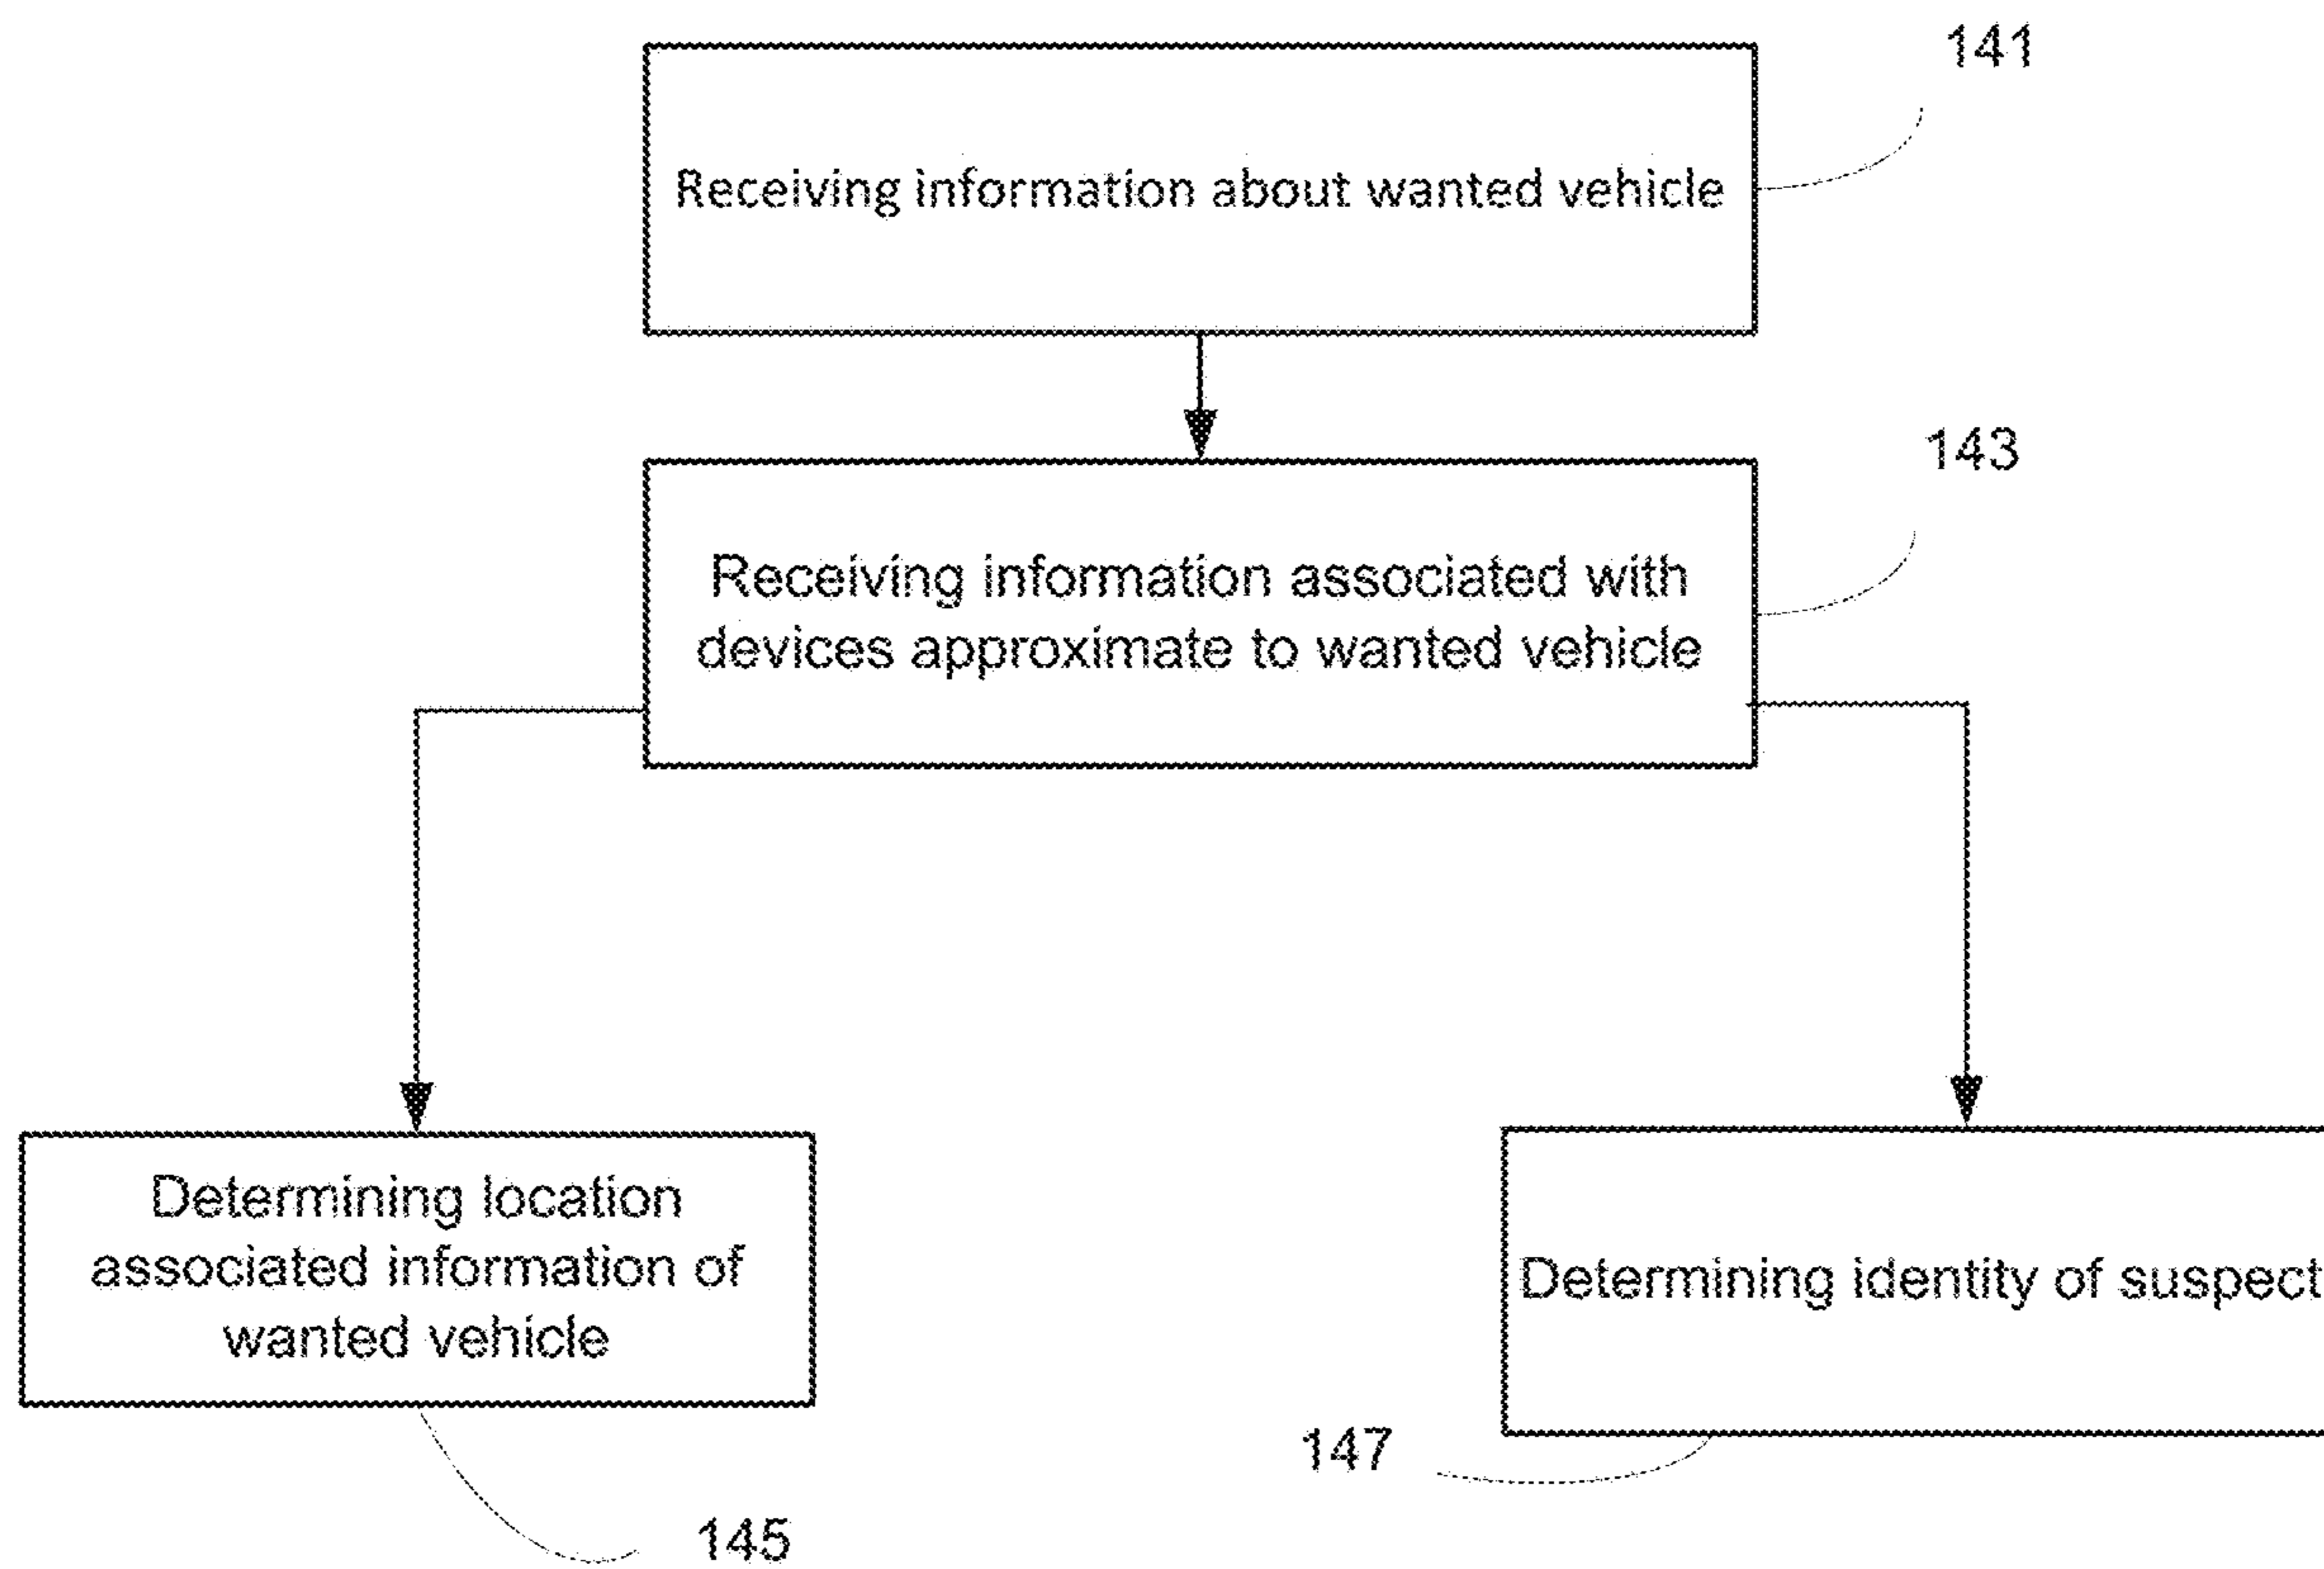 141
Receiving information about wanted vehicle
143
Receiving information associated with
devices approximate to wanted vehicle
Determining location
associated information of
wanted vehicle
Determining identity of suspect
147
145